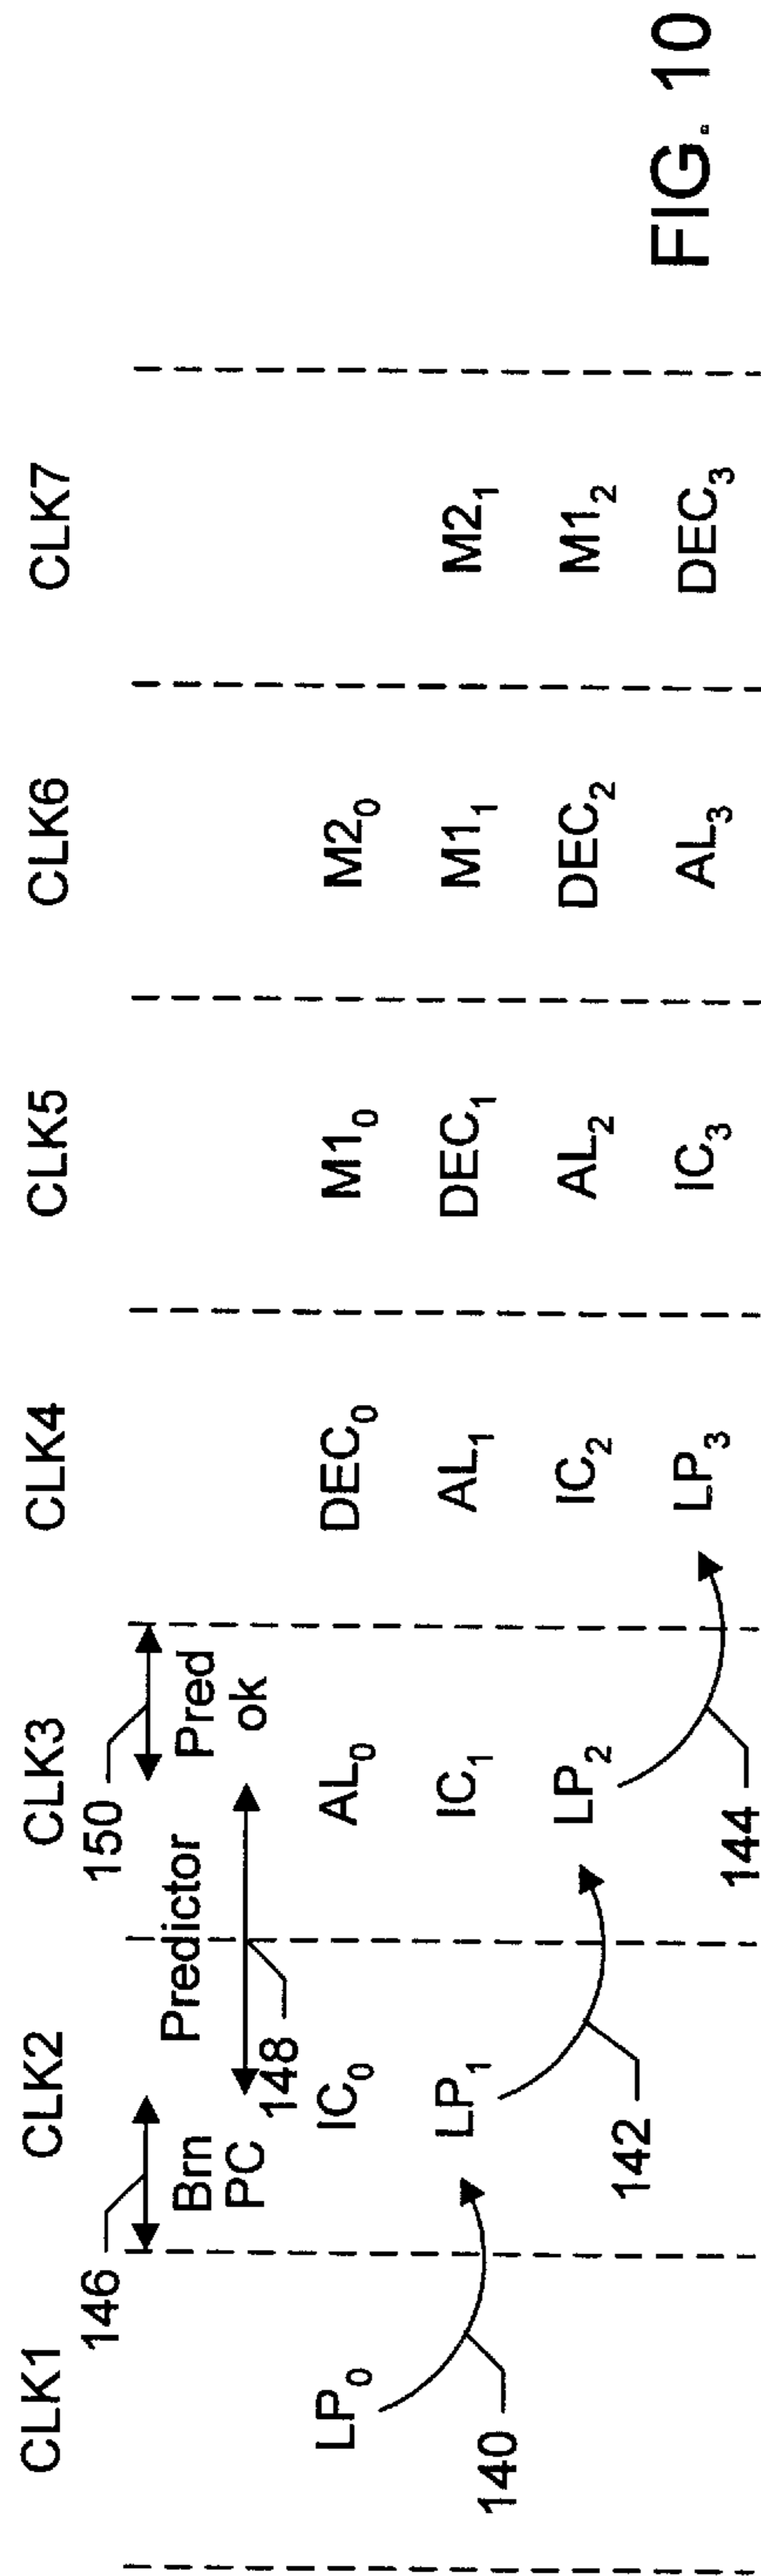 CLK1 CLK2 CLK3 CLK4 CLK5 CLK6 CLK7
146 150
Brn PC Predictor Pred ok
148
LP0 IC0 AL0 DEC0 M10 M20
LP1 IC1 AL1 DEC1 M11 M21
140
LP2 IC2 AL2 DEC2 M12
142
LP3 IC3 AL3 DEC3
144
FIG. 10